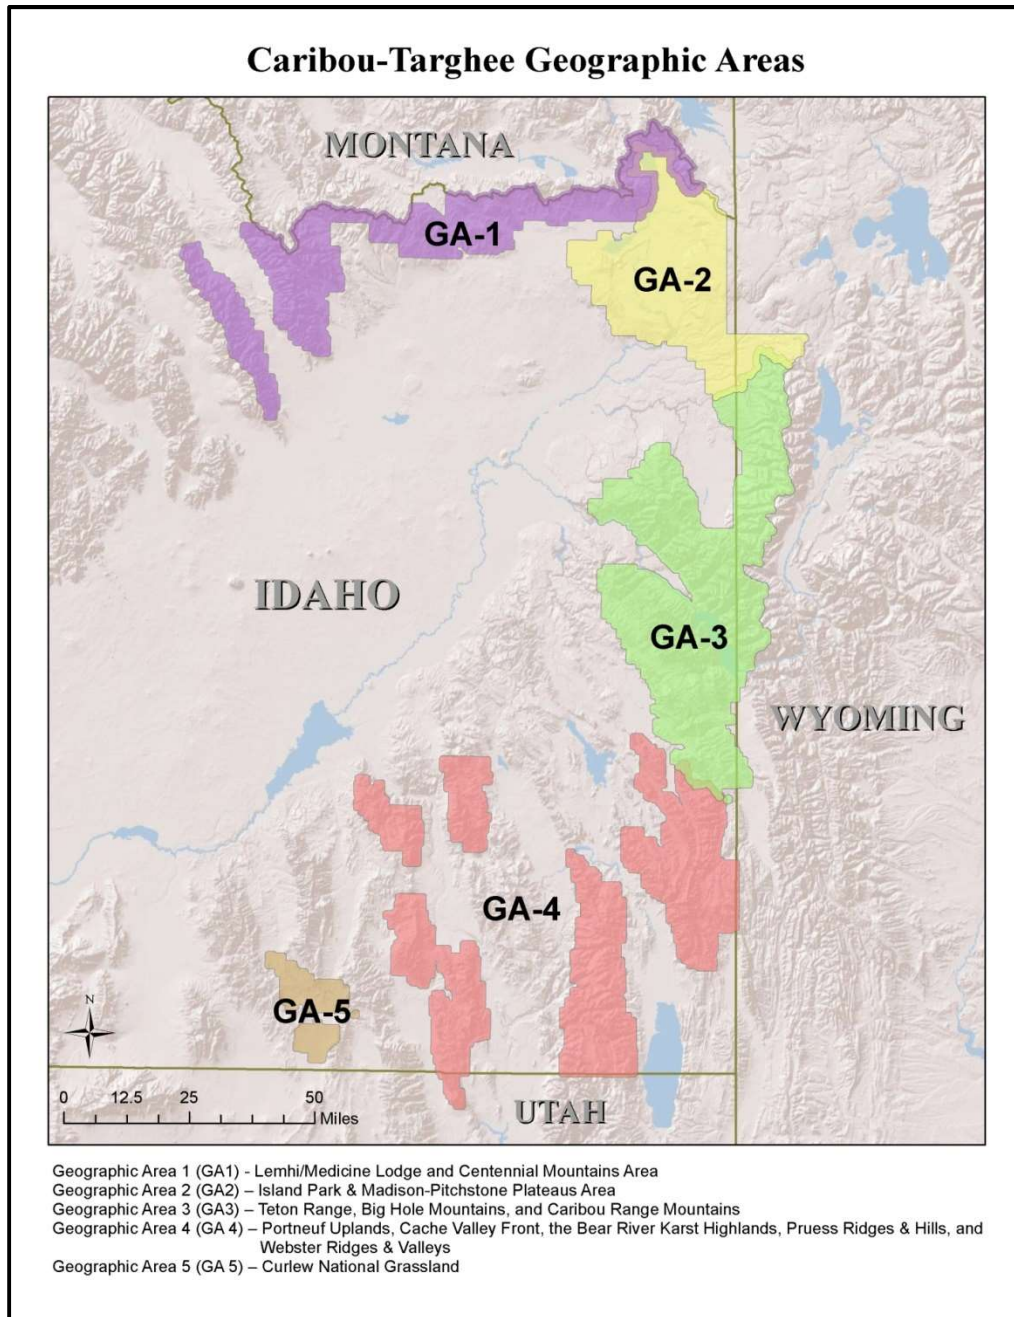 Caribou-Targhee Geographic Areas
MONTANA
GA-1
GA-2
IDAHO
GA-3
WYOMING
GA-4
GA-5
N
0 12.5 25 50
Miles
UTAH
Geographic Area 1 (GA1) - Lemhi/Medicine Lodge and Centennial Mountains Area
Geographic Area 2 (GA2) – Island Park & Madison-Pitchstone Plateaus Area
Geographic Area 3 (GA3) – Teton Range, Big Hole Mountains, and Caribou Range Mountains
Geographic Area 4 (GA 4) – Portneuf Uplands, Cache Valley Front, the Bear River Karst Highlands, Pruess Ridges & Hills, and
Webster Ridges & Valleys
Geographic Area 5 (GA 5) – Curlew National Grassland